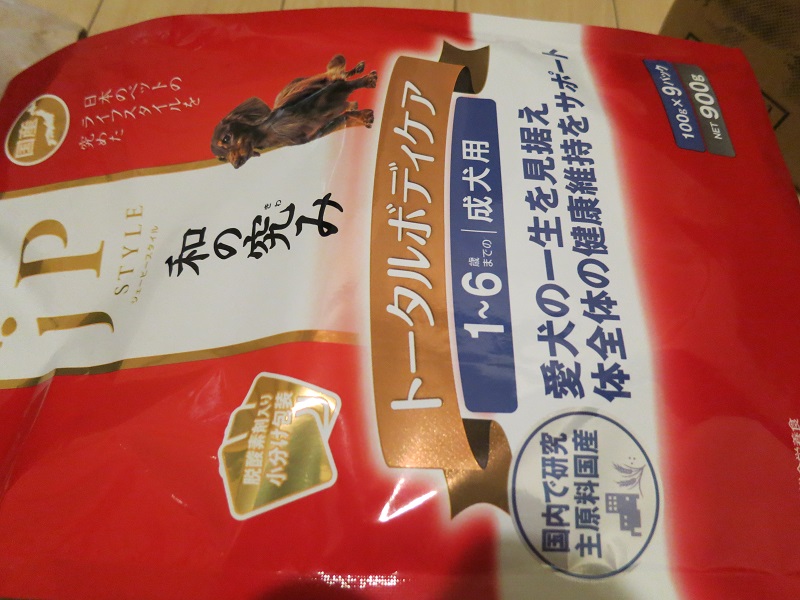 国産
日本のペットの
ライフスタイルを
究めた
JP
STYLE
ジェーピースタイル
和の究み
きわ
トータルボディケア
1~6歳までの 成犬用
愛犬の一生を見据え
体全体の健康維持をサポート
100g×9パック
NET 900g
脱酸素剤入り
小分け包装
国内で研究
主原料国産